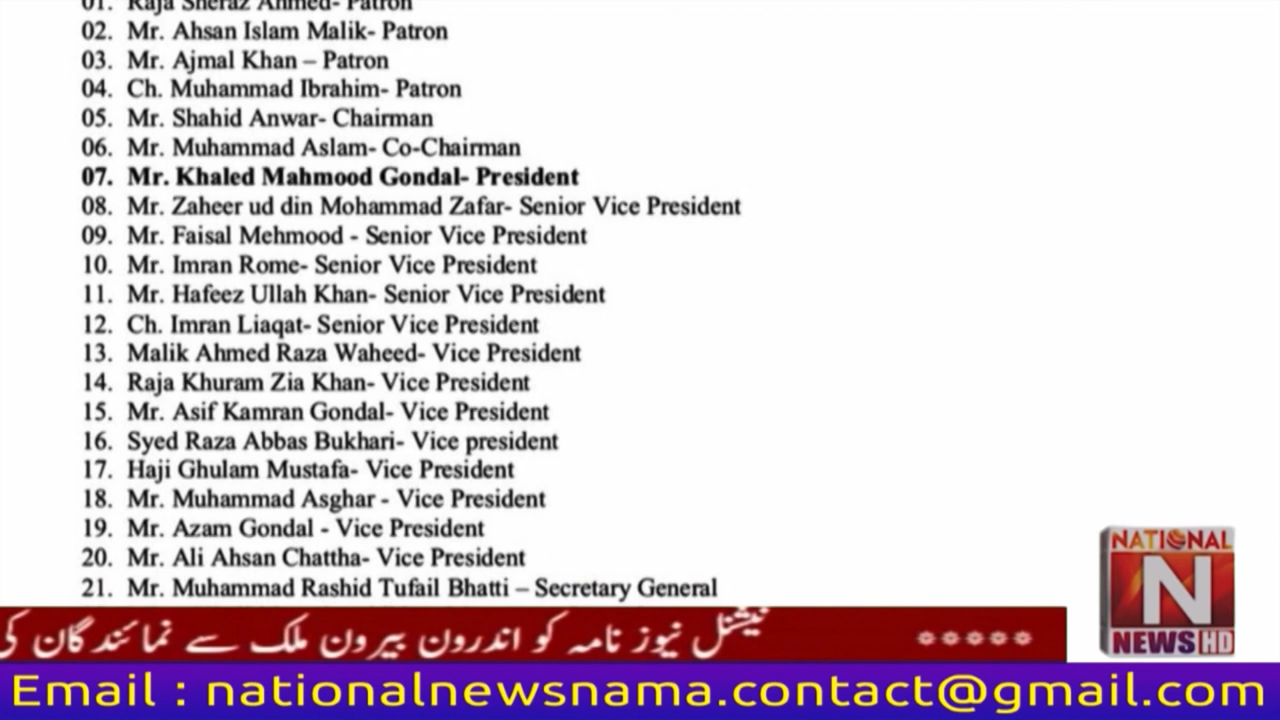 01. Raja Sheraz Ahmed- Patron
02. Mr. Ahsan Islam Malik- Patron
03. Mr. Ajmal Khan – Patron
04. Ch. Muhammad Ibrahim- Patron
05. Mr. Shahid Anwar- Chairman
06. Mr. Muhammad Aslam- Co-Chairman
07. Mr. Khaled Mahmood Gondal- President
08. Mr. Zaheer ud din Mohammad Zafar- Senior Vice President
09. Mr. Faisal Mehmood - Senior Vice President
10. Mr. Imran Rome- Senior Vice President
11. Mr. Hafeez Ullah Khan- Senior Vice President
12. Ch. Imran Liaqat- Senior Vice President
13. Malik Ahmed Raza Waheed- Vice President
14. Raja Khuram Zia Khan- Vice President
15. Mr. Asif Kamran Gondal- Vice President
16. Syed Raza Abbas Bukhari- Vice president
17. Haji Ghulam Mustafa- Vice President
18. Mr. Muhammad Asghar - Vice President
19. Mr. Azam Gondal - Vice President
20. Mr. Ali Ahsan Chattha- Vice President
21. Mr. Muhammad Rashid Tufail Bhatti – Secretary General
NATIONAL
N
NEWS HD
***** نیشنل نیوز نامہ کو اندرون بیرون ملک سے نمائندگان کی
Email : nationalnewsnama.contact@gmail.com